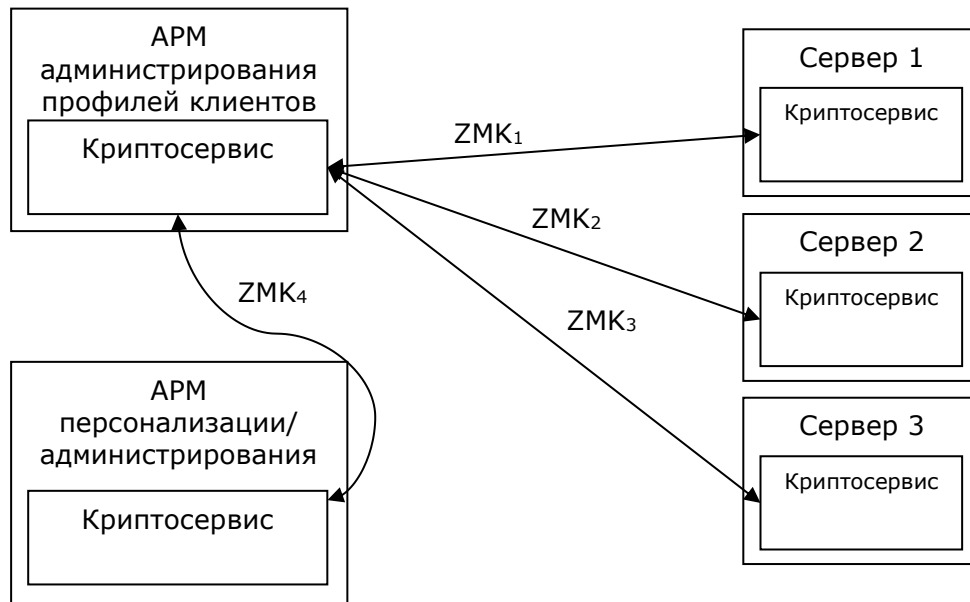 АРМ
администрирования
профилей клиентов
Криптосервис
ZMK₁
ZMK₂
ZMK₃
ZMK₄
АРМ
персонализации/
администрирования
Криптосервис
Сервер 1
Криптосервис
Сервер 2
Криптосервис
Сервер 3
Криптосервис